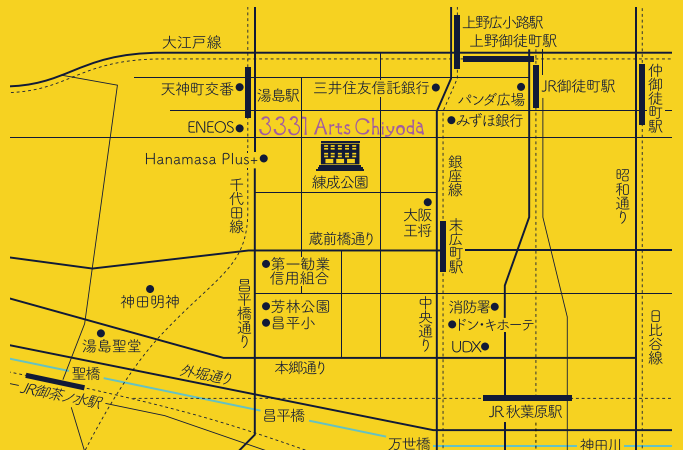 上野広小路駅
大江戸線
上野御徒町駅
仲御徒町駅
天神町交番
湯島駅
三井住友信託銀行
JR御徒町駅
パンダ広場
ENEOS
3331 Arts Chiyoda
みずほ銀行
Hanamasa Plus+
練成公園
銀座線
千代田線
昭和通り
大阪
王将
末広町駅
蔵前橋通り
第一勧業
信用組合
昌平橋通り
神田明神
芳林公園
昌平小
中央通り
消防署
ドン・キホーテ
日比谷線
湯島聖堂
UDX
本郷通り
聖橋
外堀通り
JR御茶ノ水駅
昌平橋
JR秋葉原駅
万世橋
神田川